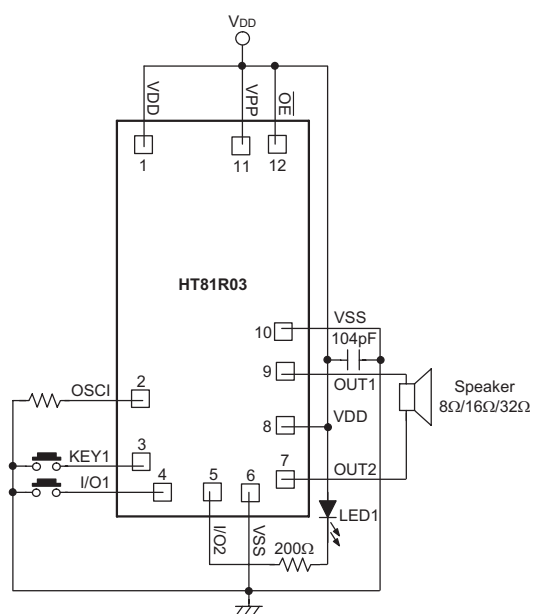 VDD
VDD
VPP
OE
1
11
12
HT81R03
VSS
10
104pF
9
OUT1
Speaker
8Ω/16Ω/32Ω
OSCI
2
8
VDD
KEY1
3
7
OUT2
I/O1
4
5
6
LED1
I/O2
VSS
200Ω